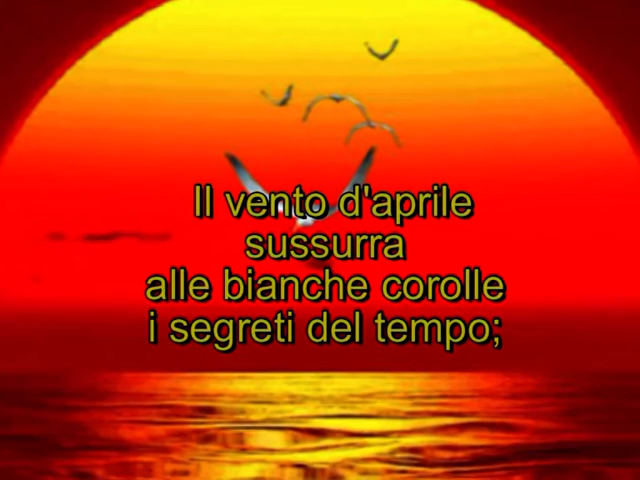 Il vento d'aprile
sussurra
alle bianche corolle
i segreti del tempo;